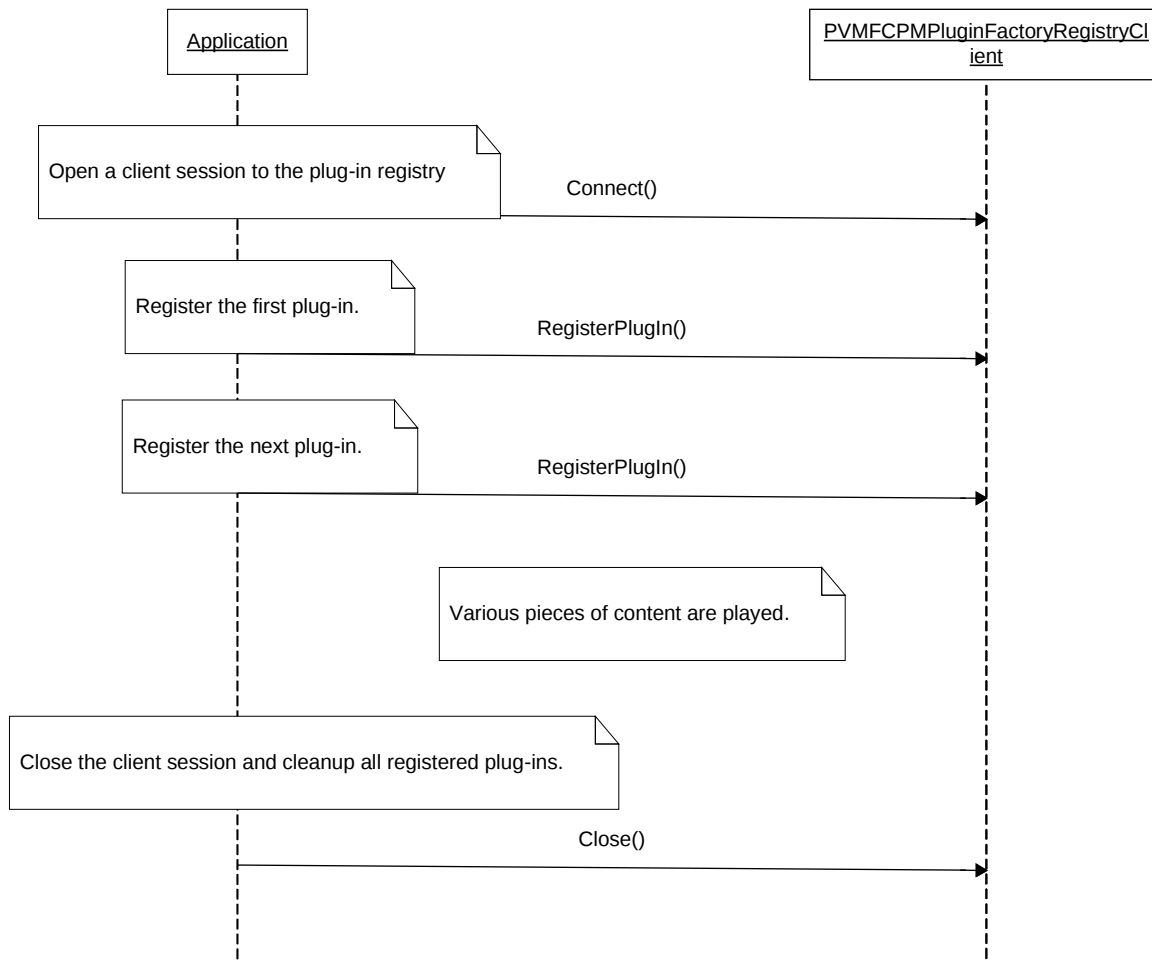 Application
PVMFCPMPluginFactoryRegistryCl
ient
Open a client session to the plug-in registry
Connect()
Register the first plug-in.
RegisterPlugIn()
Register the next plug-in.
RegisterPlugIn()
Various pieces of content are played.
Close the client session and cleanup all registered plug-ins.
Close()